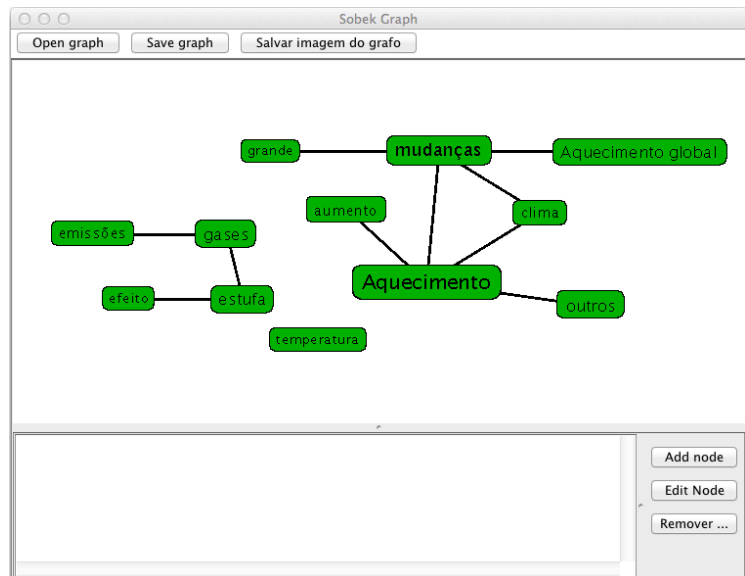 Sobek Graph
Open graph Save graph Salvar imagem do grafo
grande mudanças Aquecimento global
aumento clima
emissões gases
Aquecimento
efeito estufa outros
temperatura
Add node
Edit Node
Remover ...